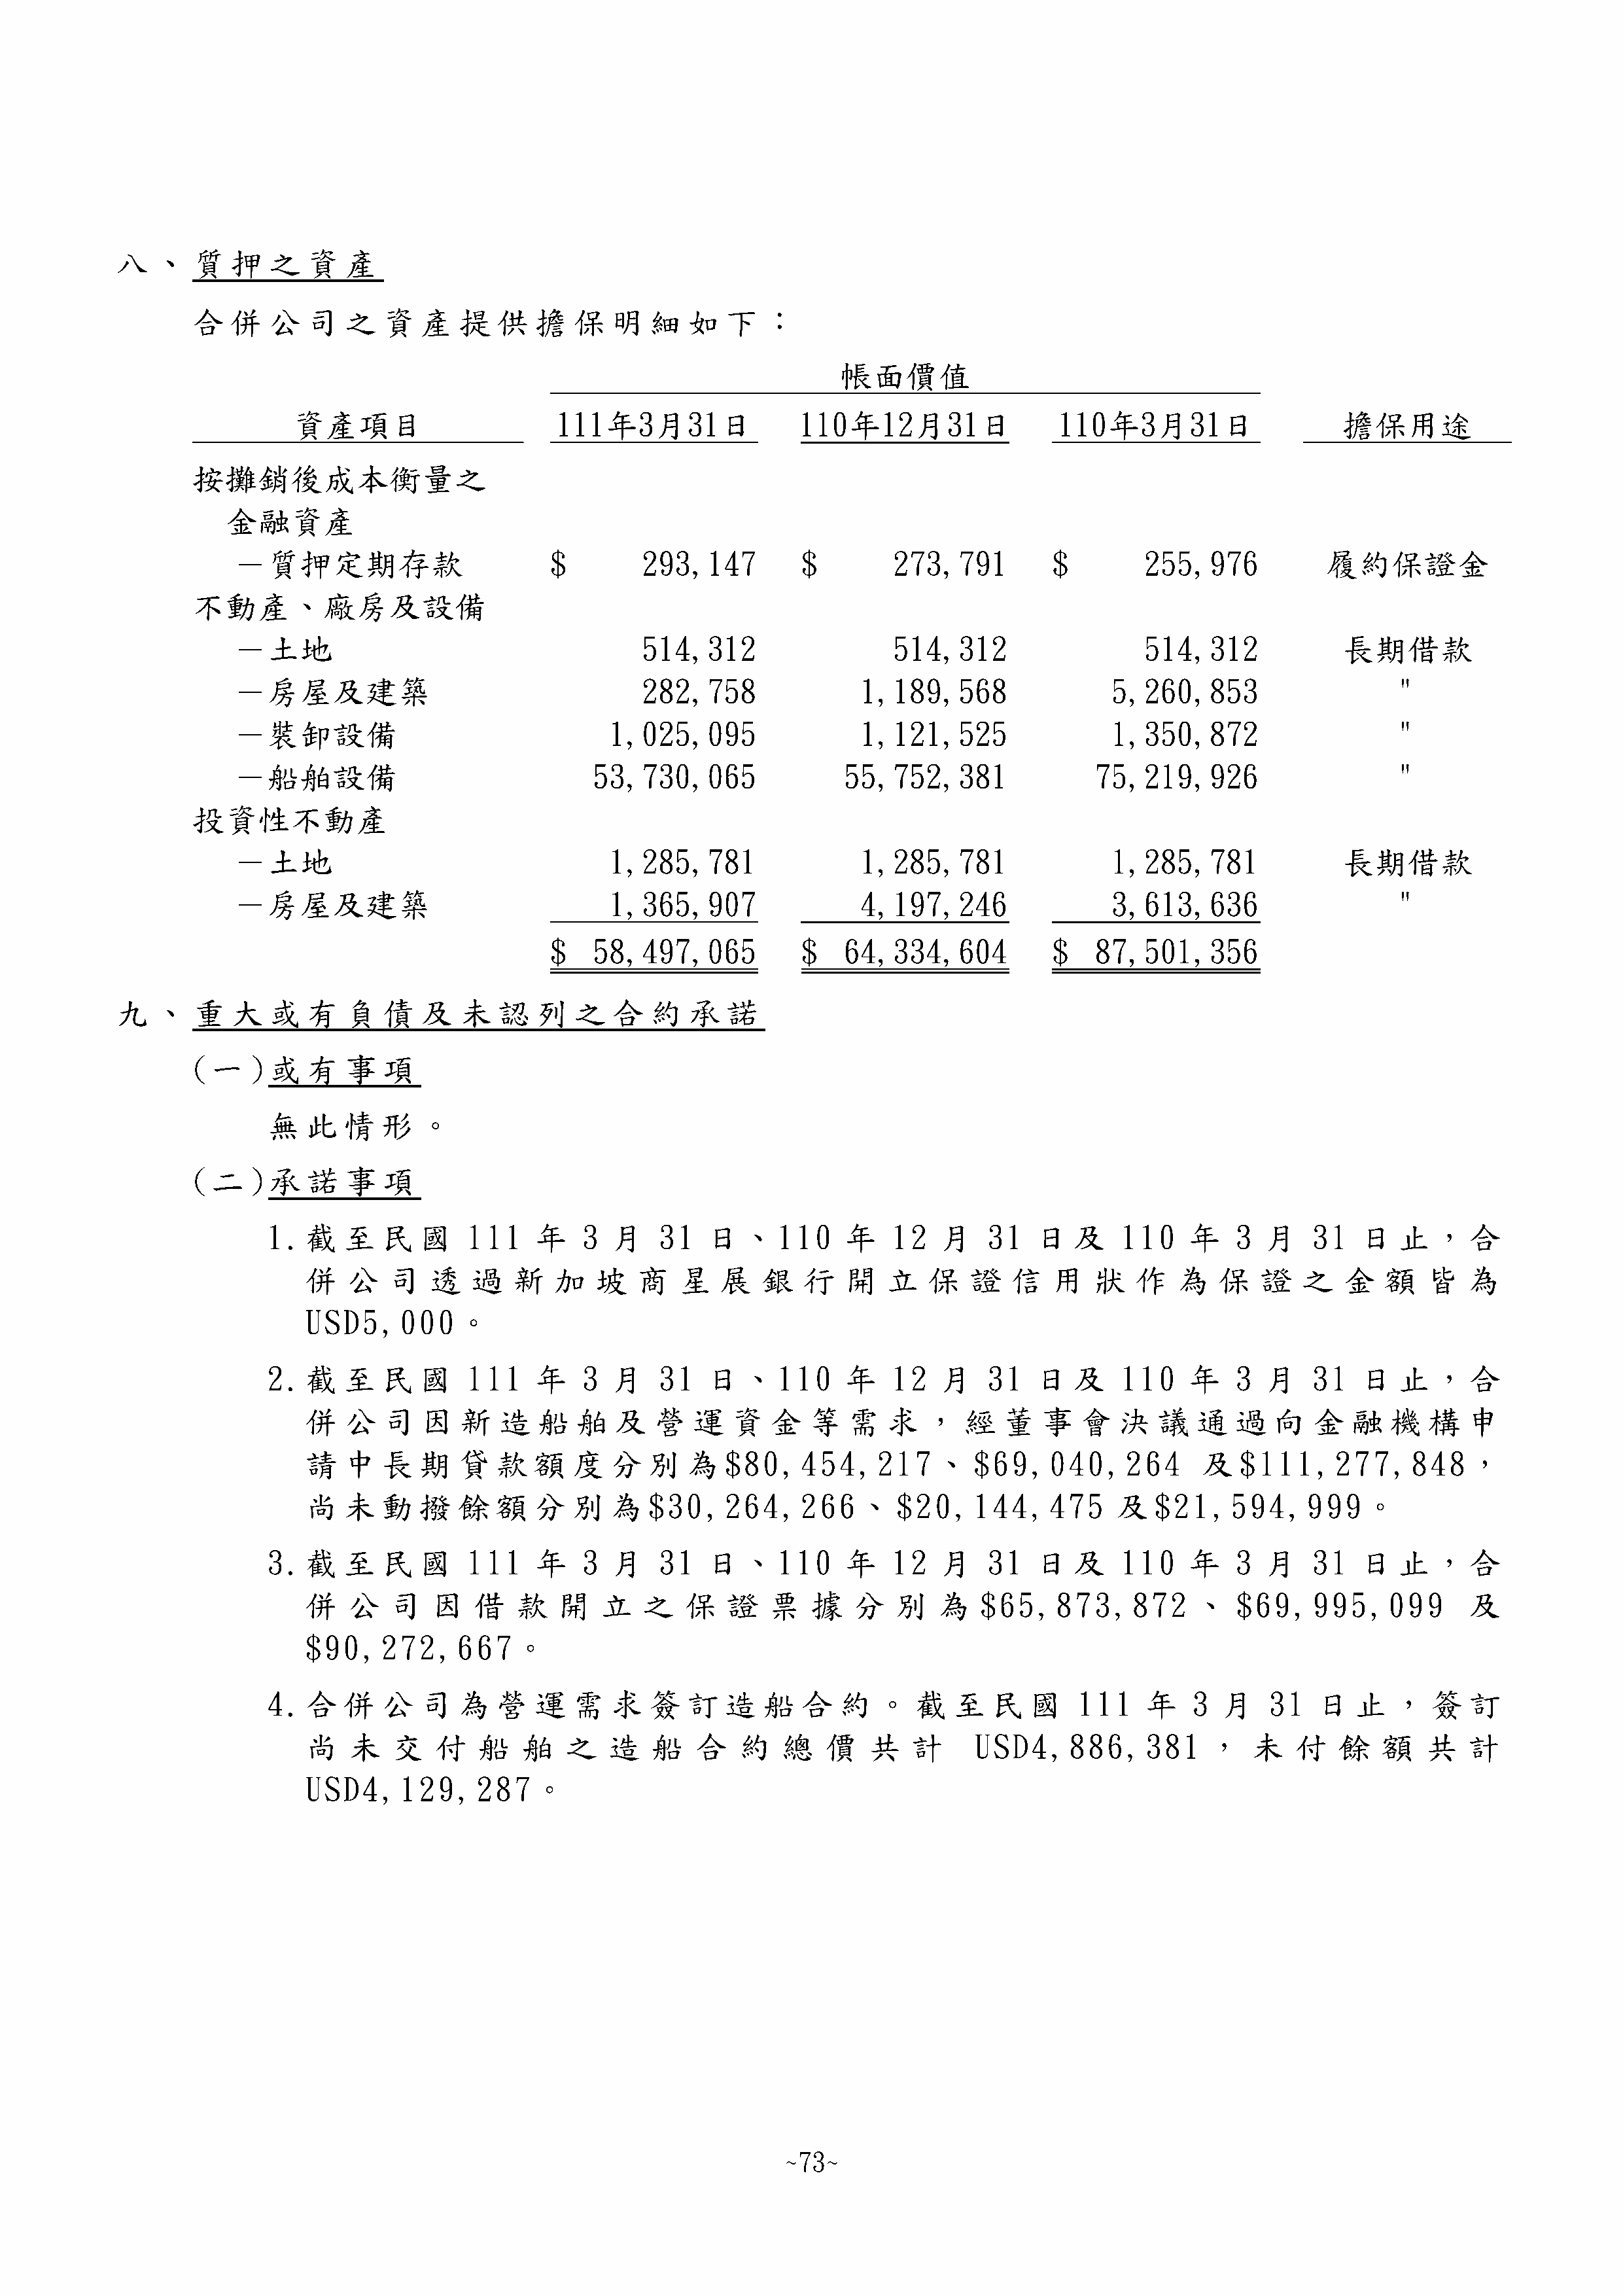 八、質押之資產
合併公司之資產提供擔保明細如下：
帳面價值
資產項目 111年3月31日 110年12月31日 110年3月31日 擔保用途
按攤銷後成本衡量之
金融資產
－質押定期存款 $ 293,147 $ 273,791 $ 255,976 履約保證金
不動產、廠房及設備
－土地 514,312 514,312 514,312 長期借款
－房屋及建築 282,758 1,189,568 5,260,853 "
－裝卸設備 1,025,095 1,121,525 1,350,872 "
－船舶設備 53,730,065 55,752,381 75,219,926 "
投資性不動產
－土地 1,285,781 1,285,781 1,285,781 長期借款
－房屋及建築 1,365,907 4,197,246 3,613,636 "
$ 58,497,065 $ 64,334,604 $ 87,501,356
九、重大或有負債及未認列之合約承諾
(一)或有事項
無此情形。
(二)承諾事項
1.截至民國 111 年 3 月 31 日、110 年 12 月 31 日及 110 年 3 月 31 日止，合
併公司透過新加坡商星展銀行開立保證信用狀作為保證之金額皆為
USD5,000。
2.截至民國 111 年 3 月 31 日、110 年 12 月 31 日及 110 年 3 月 31 日止，合
併公司因新造船舶及營運資金等需求，經董事會決議通過向金融機構申
請中長期貸款額度分別為$80,454,217、$69,040,264 及$111,277,848，
尚未動撥餘額分別為$30,264,266、$20,144,475 及$21,594,999。
3.截至民國 111 年 3 月 31 日、110 年 12 月 31 日及 110 年 3 月 31 日止，合
併公司因借款開立之保證票據分別為$65,873,872、$69,995,099 及
$90,272,667。
4.合併公司為營運需求簽訂造船合約。截至民國 111 年 3 月 31 日止，簽訂
尚未交付船舶之造船合約總價共計 USD4,886,381，未付餘額共計
USD4,129,287。
~73~